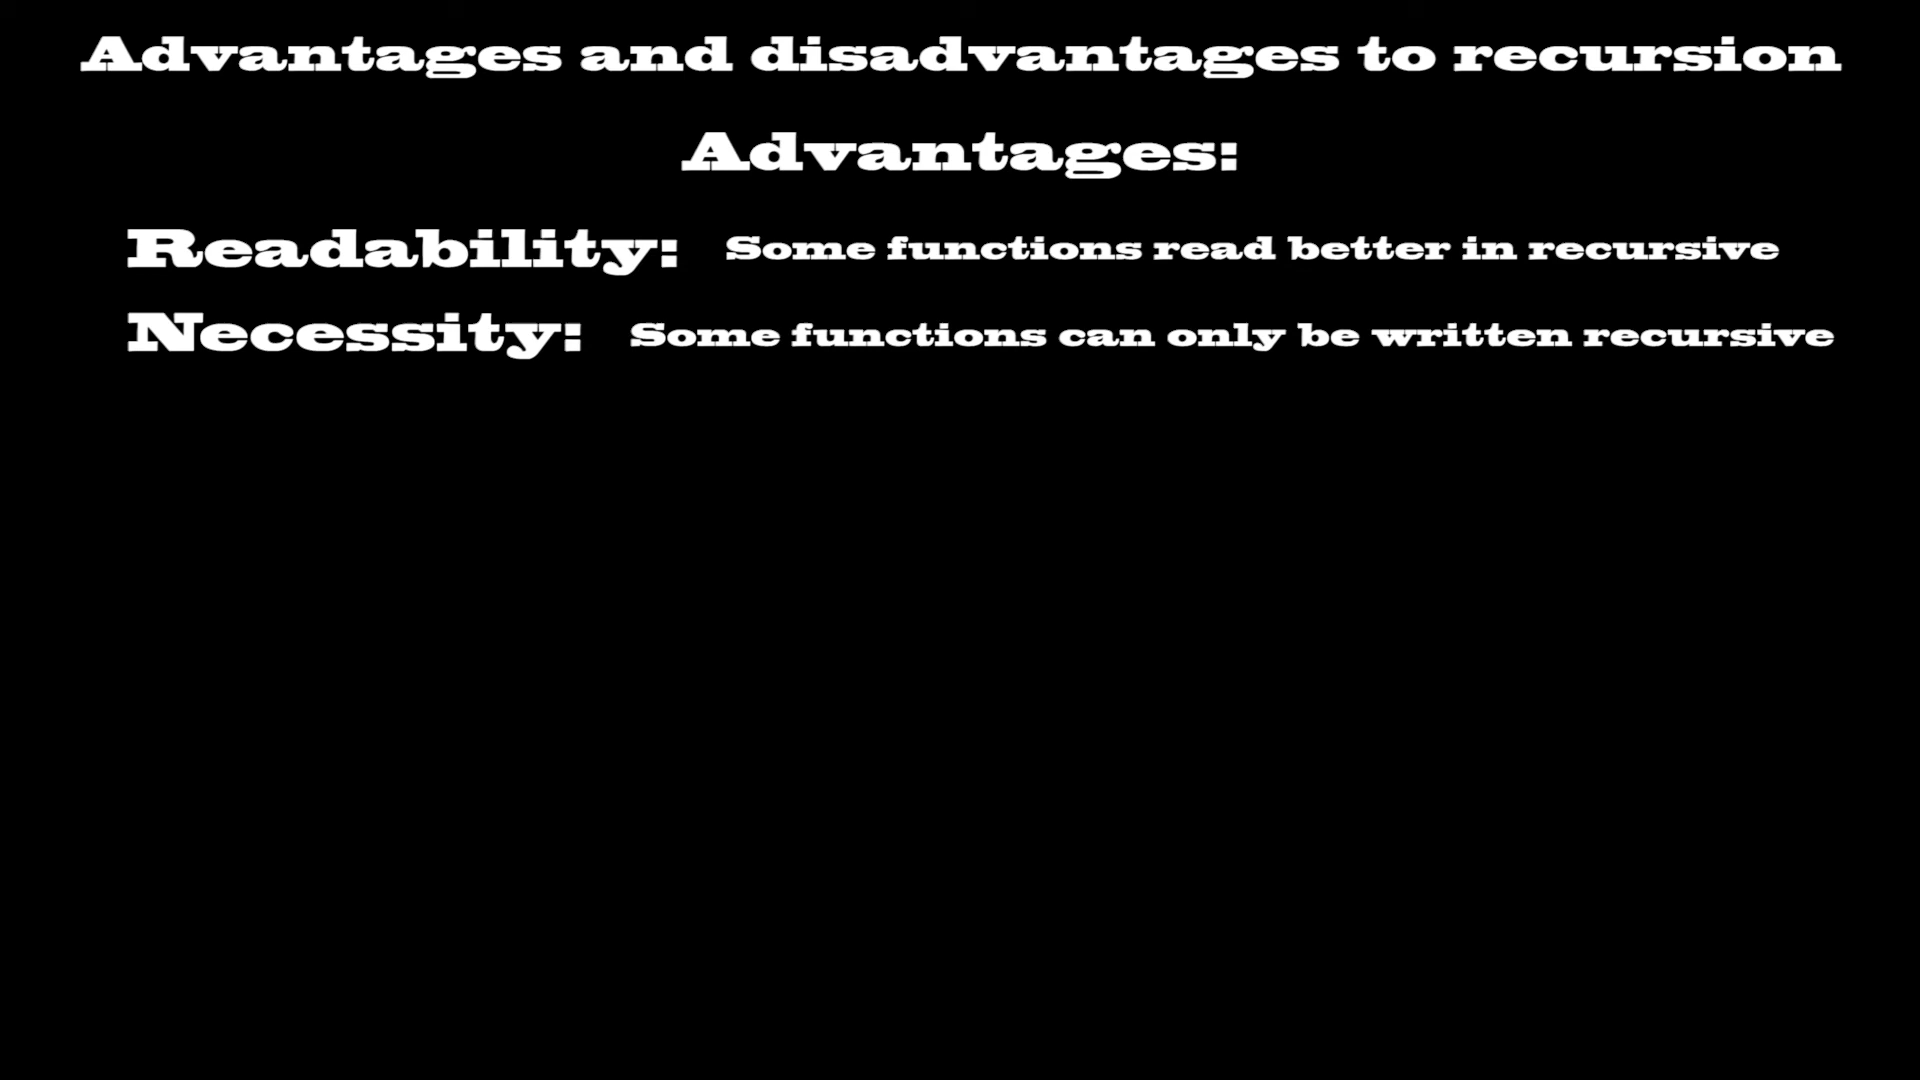 Advantages and disadvantages to recursion
Advantages:
Readability: Some functions read better in recursive
Necessity: Some functions can only be written recursive